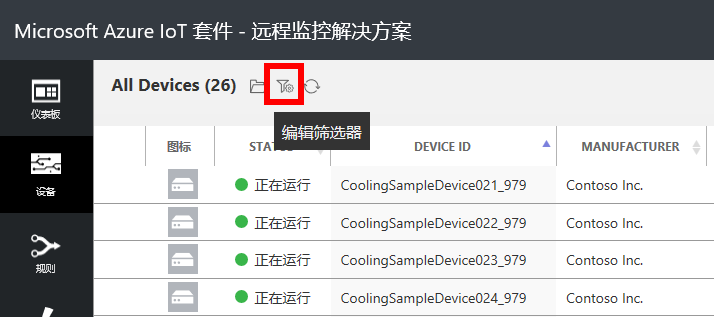 Microsoft Azure IoT 套件 - 远程监控解决方案
仪表板
设备
规则
All Devices (26)
编辑筛选器
图标 STATUS DEVICE ID MANUFACTURER
正在运行 CoolingSampleDevice021_979 Contoso Inc.
正在运行 CoolingSampleDevice022_979 Contoso Inc.
正在运行 CoolingSampleDevice023_979 Contoso Inc.
正在运行 CoolingSampleDevice024_979 Contoso Inc.